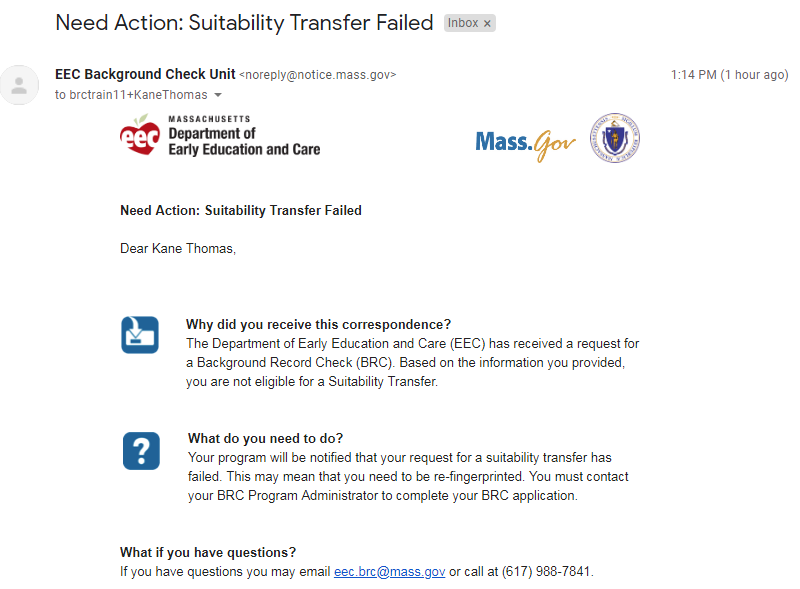 Need Action: Suitability Transfer Failed Inbox ×
EEC Background Check Unit <noreply@notice.mass.gov> 1:14 PM (1 hour ago)
to brctrain11+KaneThomas
eec
MASSACHUSETTS
Department of
Early Education and Care
Mass.Gov
Need Action: Suitability Transfer Failed
Dear Kane Thomas,
Why did you receive this correspondence?
The Department of Early Education and Care (EEC) has received a request for
a Background Record Check (BRC). Based on the information you provided,
you are not eligible for a Suitability Transfer.
?
What do you need to do?
Your program will be notified that your request for a suitability transfer has
failed. This may mean that you need to be re-fingerprinted. You must contact
your BRC Program Administrator to complete your BRC application.
What if you have questions?
If you have questions you may email eec.brc@mass.gov or call at (617) 988-7841.